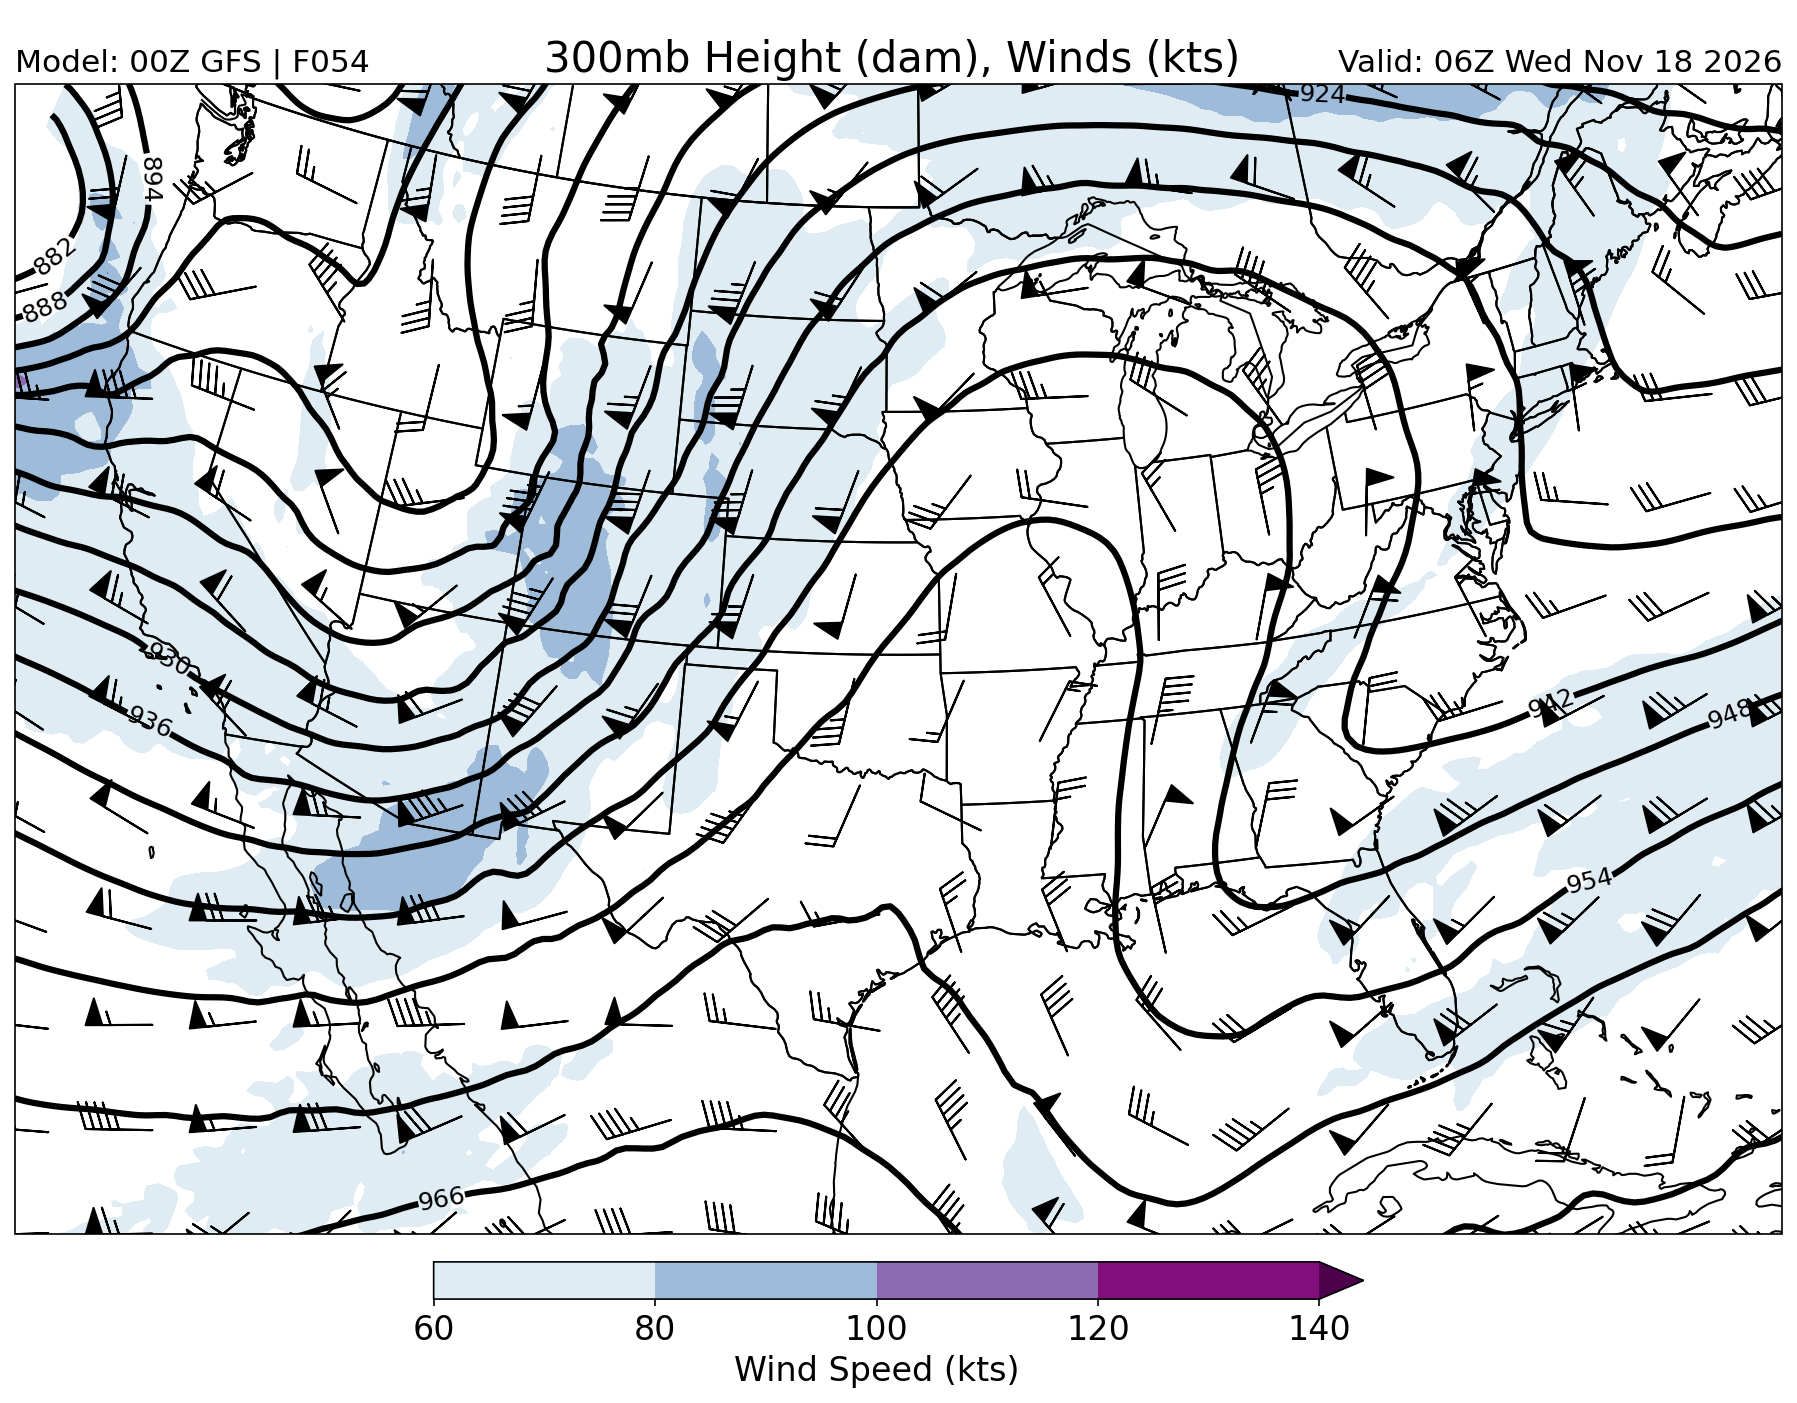 Model: 00Z GFS | F054
300mb Height (dam), Winds (kts)
Valid: 06Z Wed Nov 18 2026
924
894
882
888
930
936
942
948
954
966
60 80 100 120 140
Wind Speed (kts)